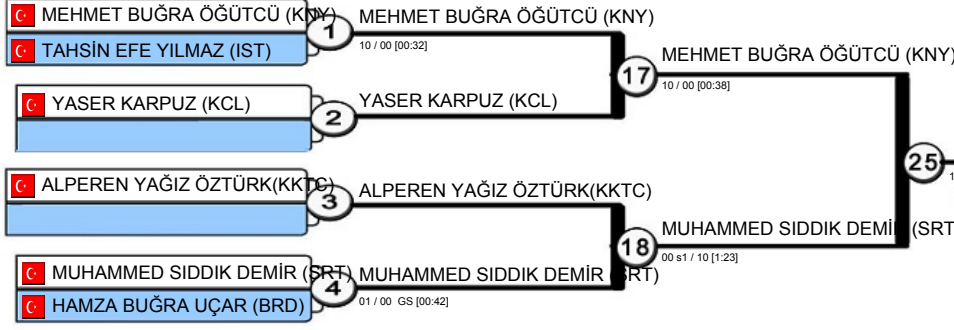 MEHMET BUĞRA ÖĞÜTCÜ (KNY)
TAHSİN EFE YILMAZ (IST)
1
MEHMET BUĞRA ÖĞÜTCÜ (KNY)
10 / 00 [00:32]
17
MEHMET BUĞRA ÖĞÜTCÜ (KNY)
10 / 00 [00:38]
YASER KARPUZ (KCL)
2
YASER KARPUZ (KCL)
25
ALPEREN YAĞIZ ÖZTÜRK(KKTC)
3
ALPEREN YAĞIZ ÖZTÜRK(KKTC)
18
MUHAMMED SIDDIK DEMİR (SRT
00 s1 / 10 [1:23]
MUHAMMED SIDDIK DEMİR (SRT)
HAMZA BUĞRA UÇAR (BRD)
4
MUHAMMED SIDDIK DEMİR (SRT)
01 / 00 GS [00:42]